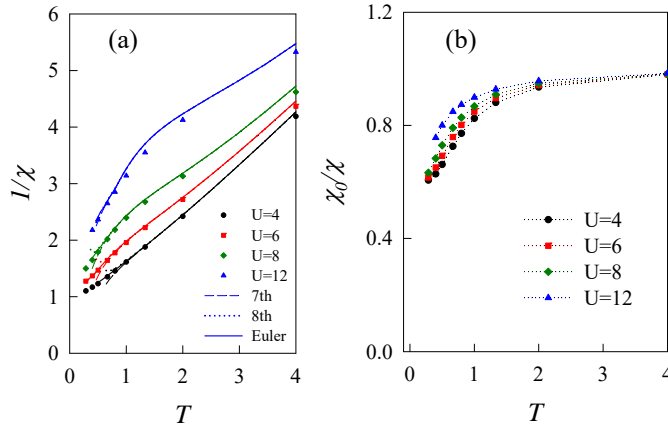 (a)
6
5
4
3
2
1
0
1/χ
U=4
U=6
U=8
U=12
7th
8th
Euler
0 1 2 3 4
T
(b)
1.2
0.8
0.4
0.0
χ0/χ
U=4
U=6
U=8
U=12
0 1 2 3 4
T